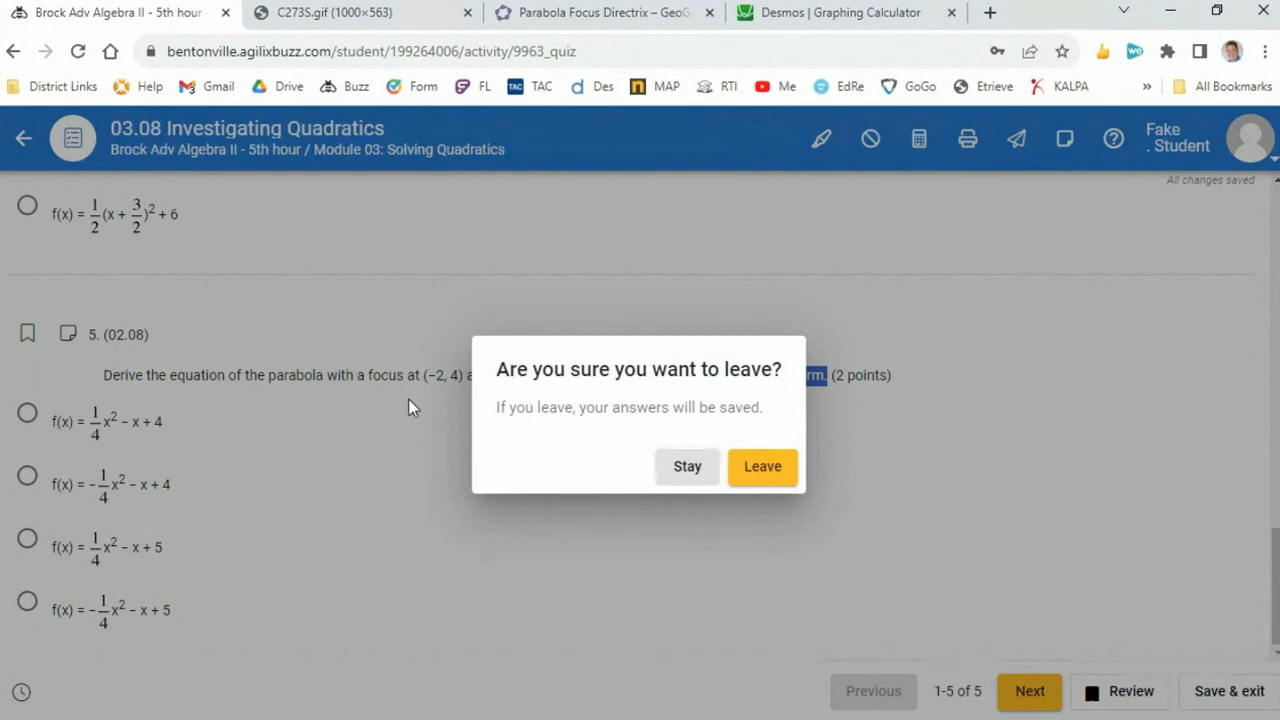 Brock Adv Algebra II - 5th hour
C273S.gif (1000×563)
Parabola Focus Directrix – GeoG
Desmos | Graphing Calculator
bentonville.agilixbuzz.com/student/199264006/activity/9963_quiz
District Links Help Gmail Drive Buzz Form FL TAC TAC Des MAP RTI Me EdRe GoGo Etrieve KALPA » All Bookmarks
03.08 Investigating Quadratics
Brock Adv Algebra II - 5th hour / Module 03: Solving Quadratics
Fake
. Student
All changes saved
f(x) = 1/2(x + 3/2)² + 6
5. (02.08)
Derive the equation of the parabola with a focus at (−2, 4) a rm. (2 points)
f(x) = 1/4x² − x + 4
f(x) = −1/4x² − x + 4
f(x) = 1/4x² − x + 5
f(x) = −1/4x² − x + 5
Are you sure you want to leave?
If you leave, your answers will be saved.
Stay Leave
Previous 1-5 of 5 Next Review Save & exit